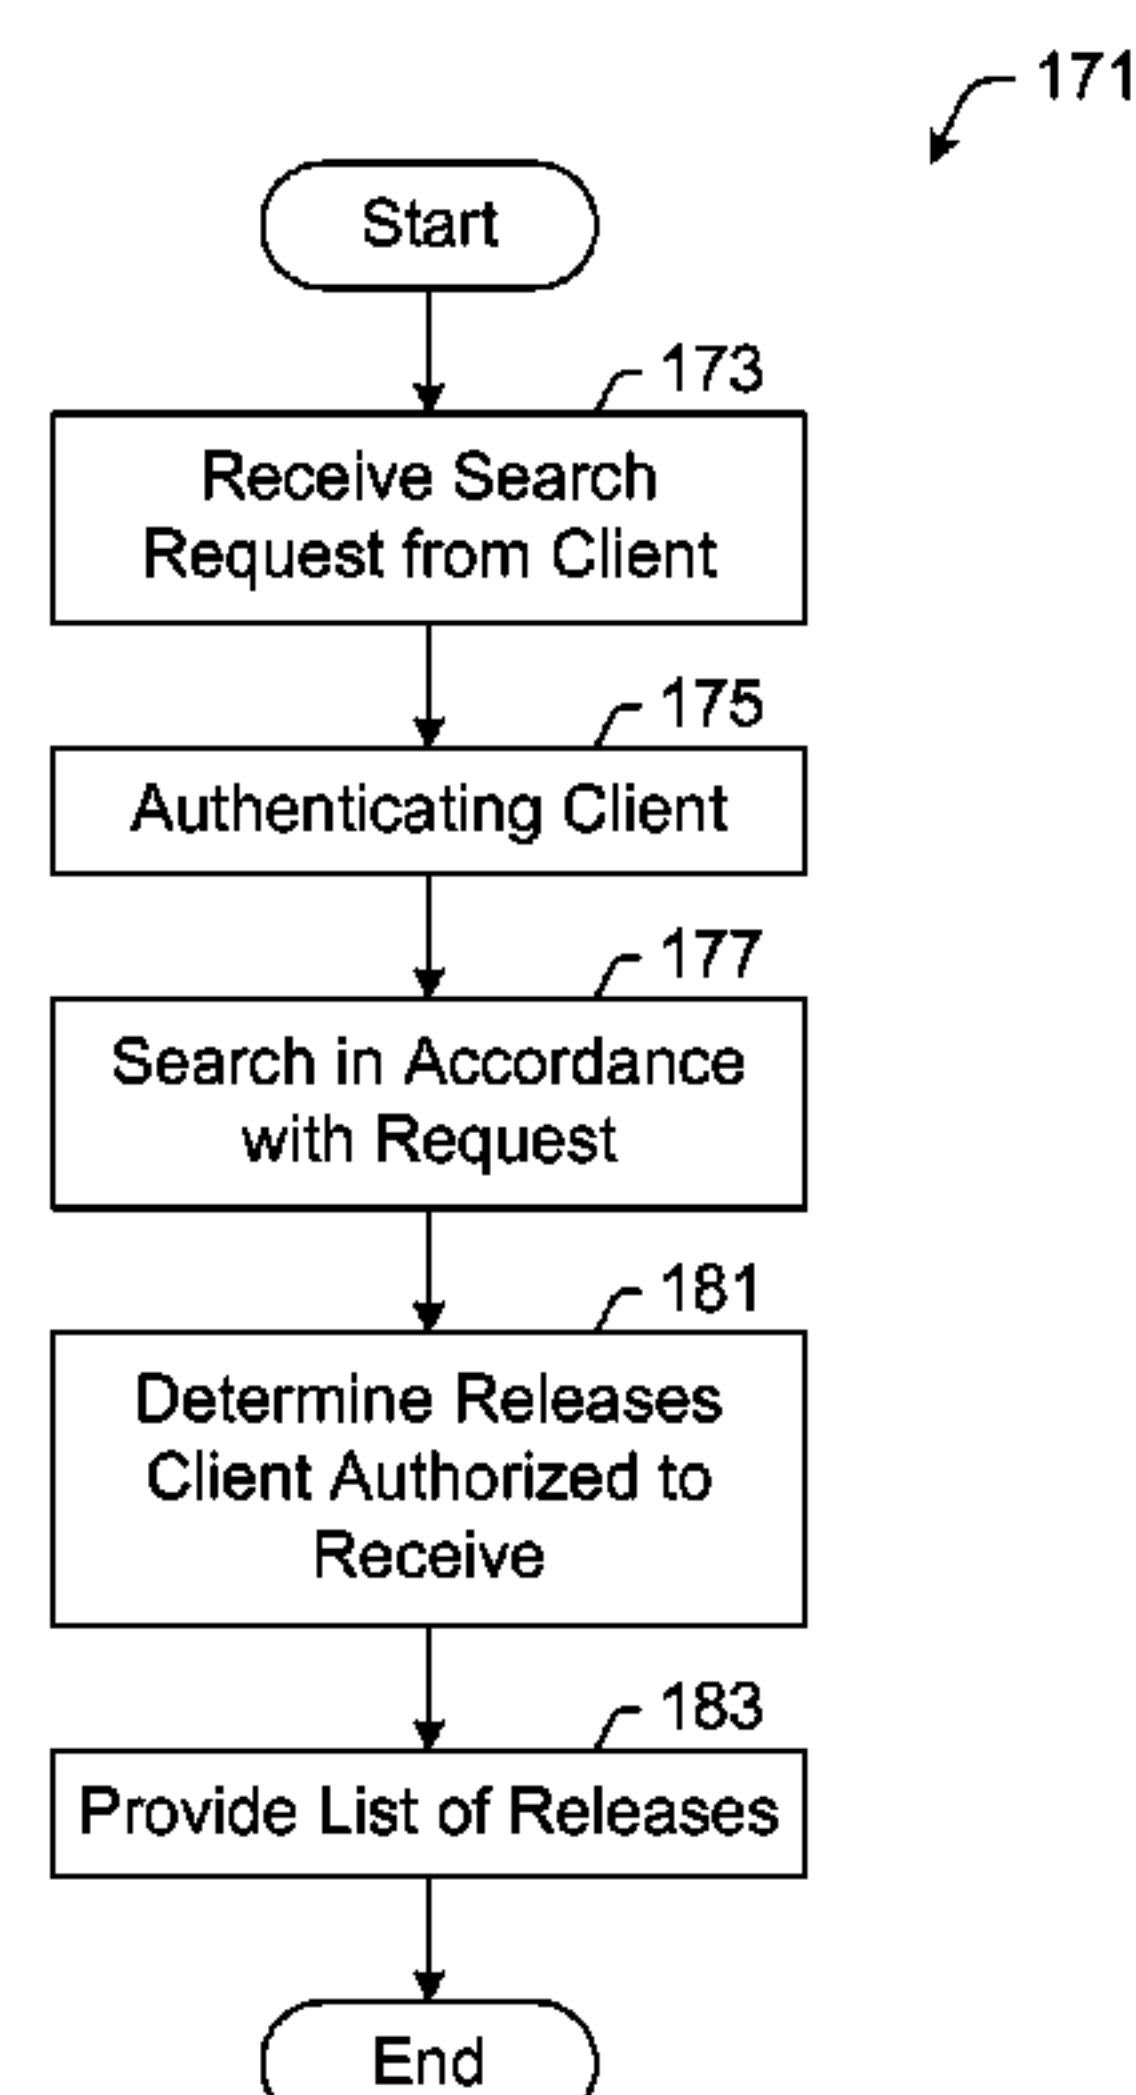 171
Start
173
Receive Search
Request from Client
175
Authenticating Client
177
Search in Accordance
with Request
181
Determine Releases
Client Authorized to
Receive
183
Provide List of Releases
End